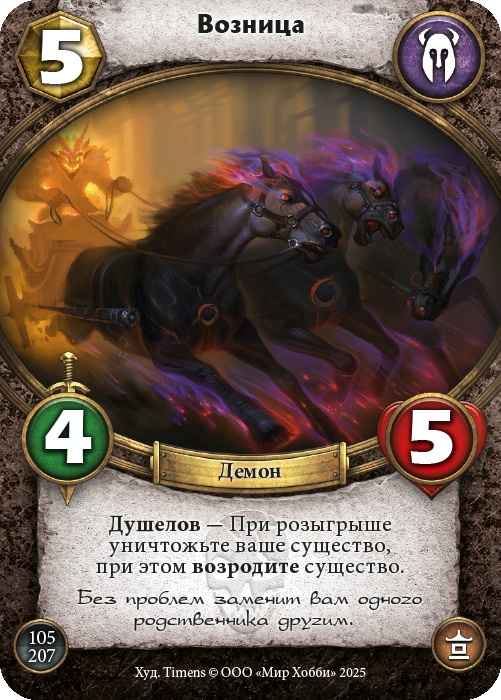 Возница
5
4
5
Демон
Душелов — При розыгрыше
уничтожьте ваше существо,
при этом возродите существо.
Без проблем заменит вам одного
родственника другим.
105
207
Худ. Timens © ООО «Мир Хобби» 2025